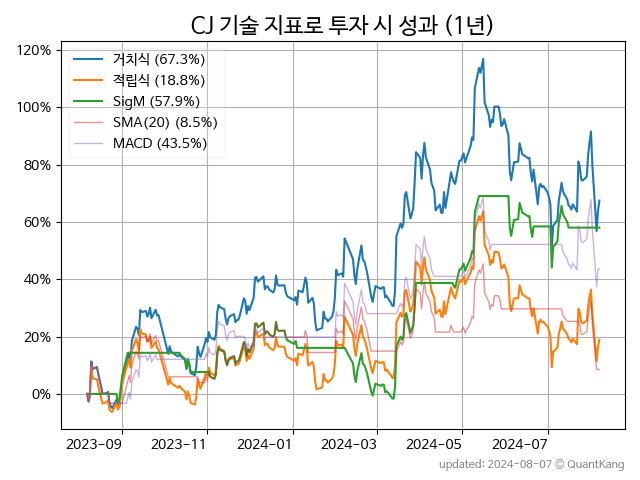 CJ 기술 지표로 투자 시 성과 (1년)
120%
100%
80%
60%
40%
20%
0%
거치식 (67.3%)
적립식 (18.8%)
SigM (57.9%)
SMA(20) (8.5%)
MACD (43.5%)
2023-09
2023-11
2024-01
2024-03
2024-05
2024-07
updated: 2024-08-07 © QuantKang